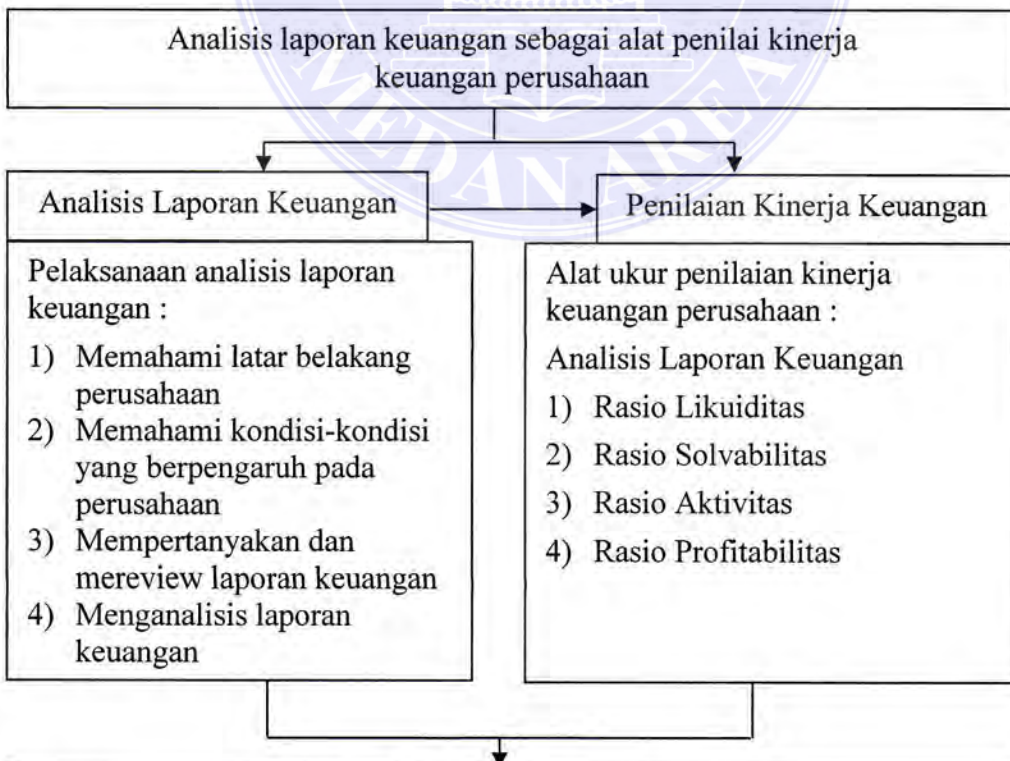 Analisis laporan keuangan sebagai alat penilai kinerja
keuangan perusahaan
MEDAN AREA
Analisis Laporan Keuangan
Penilaian Kinerja Keuangan
Pelaksanaan analisis laporan
keuangan :
1) Memahami latar belakang
perusahaan
2) Memahami kondisi-kondisi
yang berpengaruh pada
perusahaan
3) Mempertanyakan dan
mereview laporan keuangan
4) Menganalisis laporan
keuangan
Alat ukur penilaian kinerja
keuangan perusahaan :
Analisis Laporan Keuangan
1) Rasio Likuiditas
2) Rasio Solvabilitas
3) Rasio Aktivitas
4) Rasio Profitabilitas